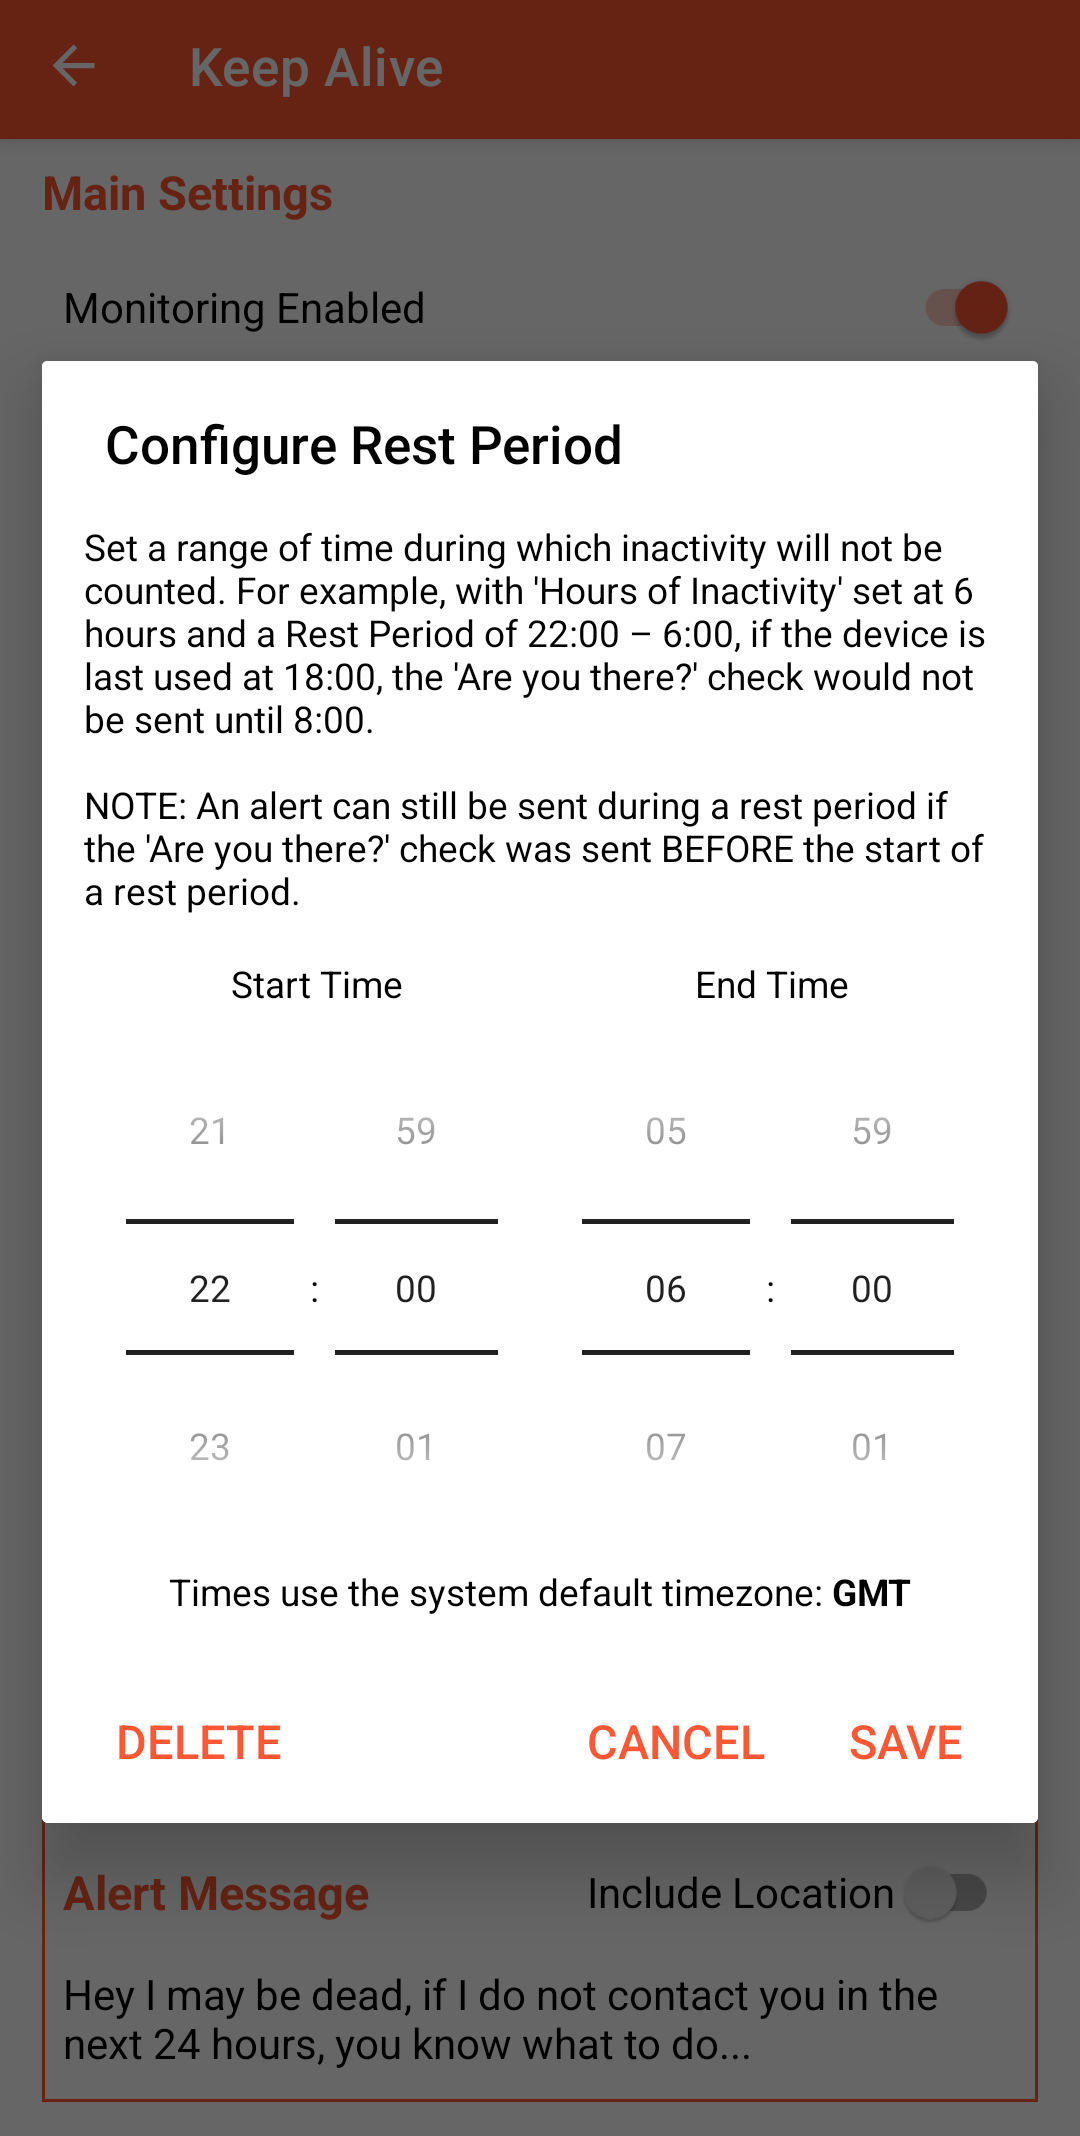 Keep Alive
Main Settings
Monitoring Enabled
Configure Rest Period
Set a range of time during which inactivity will not be
counted. For example, with 'Hours of Inactivity' set at 6
hours and a Rest Period of 22:00 – 6:00, if the device is
last used at 18:00, the 'Are you there?' check would not
be sent until 8:00.
NOTE: An alert can still be sent during a rest period if
the 'Are you there?' check was sent BEFORE the start of
a rest period.
Start Time End Time
21 59 05 59
22 : 00 06 : 00
23 01 07 01
Times use the system default timezone: GMT
DELETE CANCEL SAVE
Alert Message Include Location
Hey I may be dead, if I do not contact you in the
next 24 hours, you know what to do...